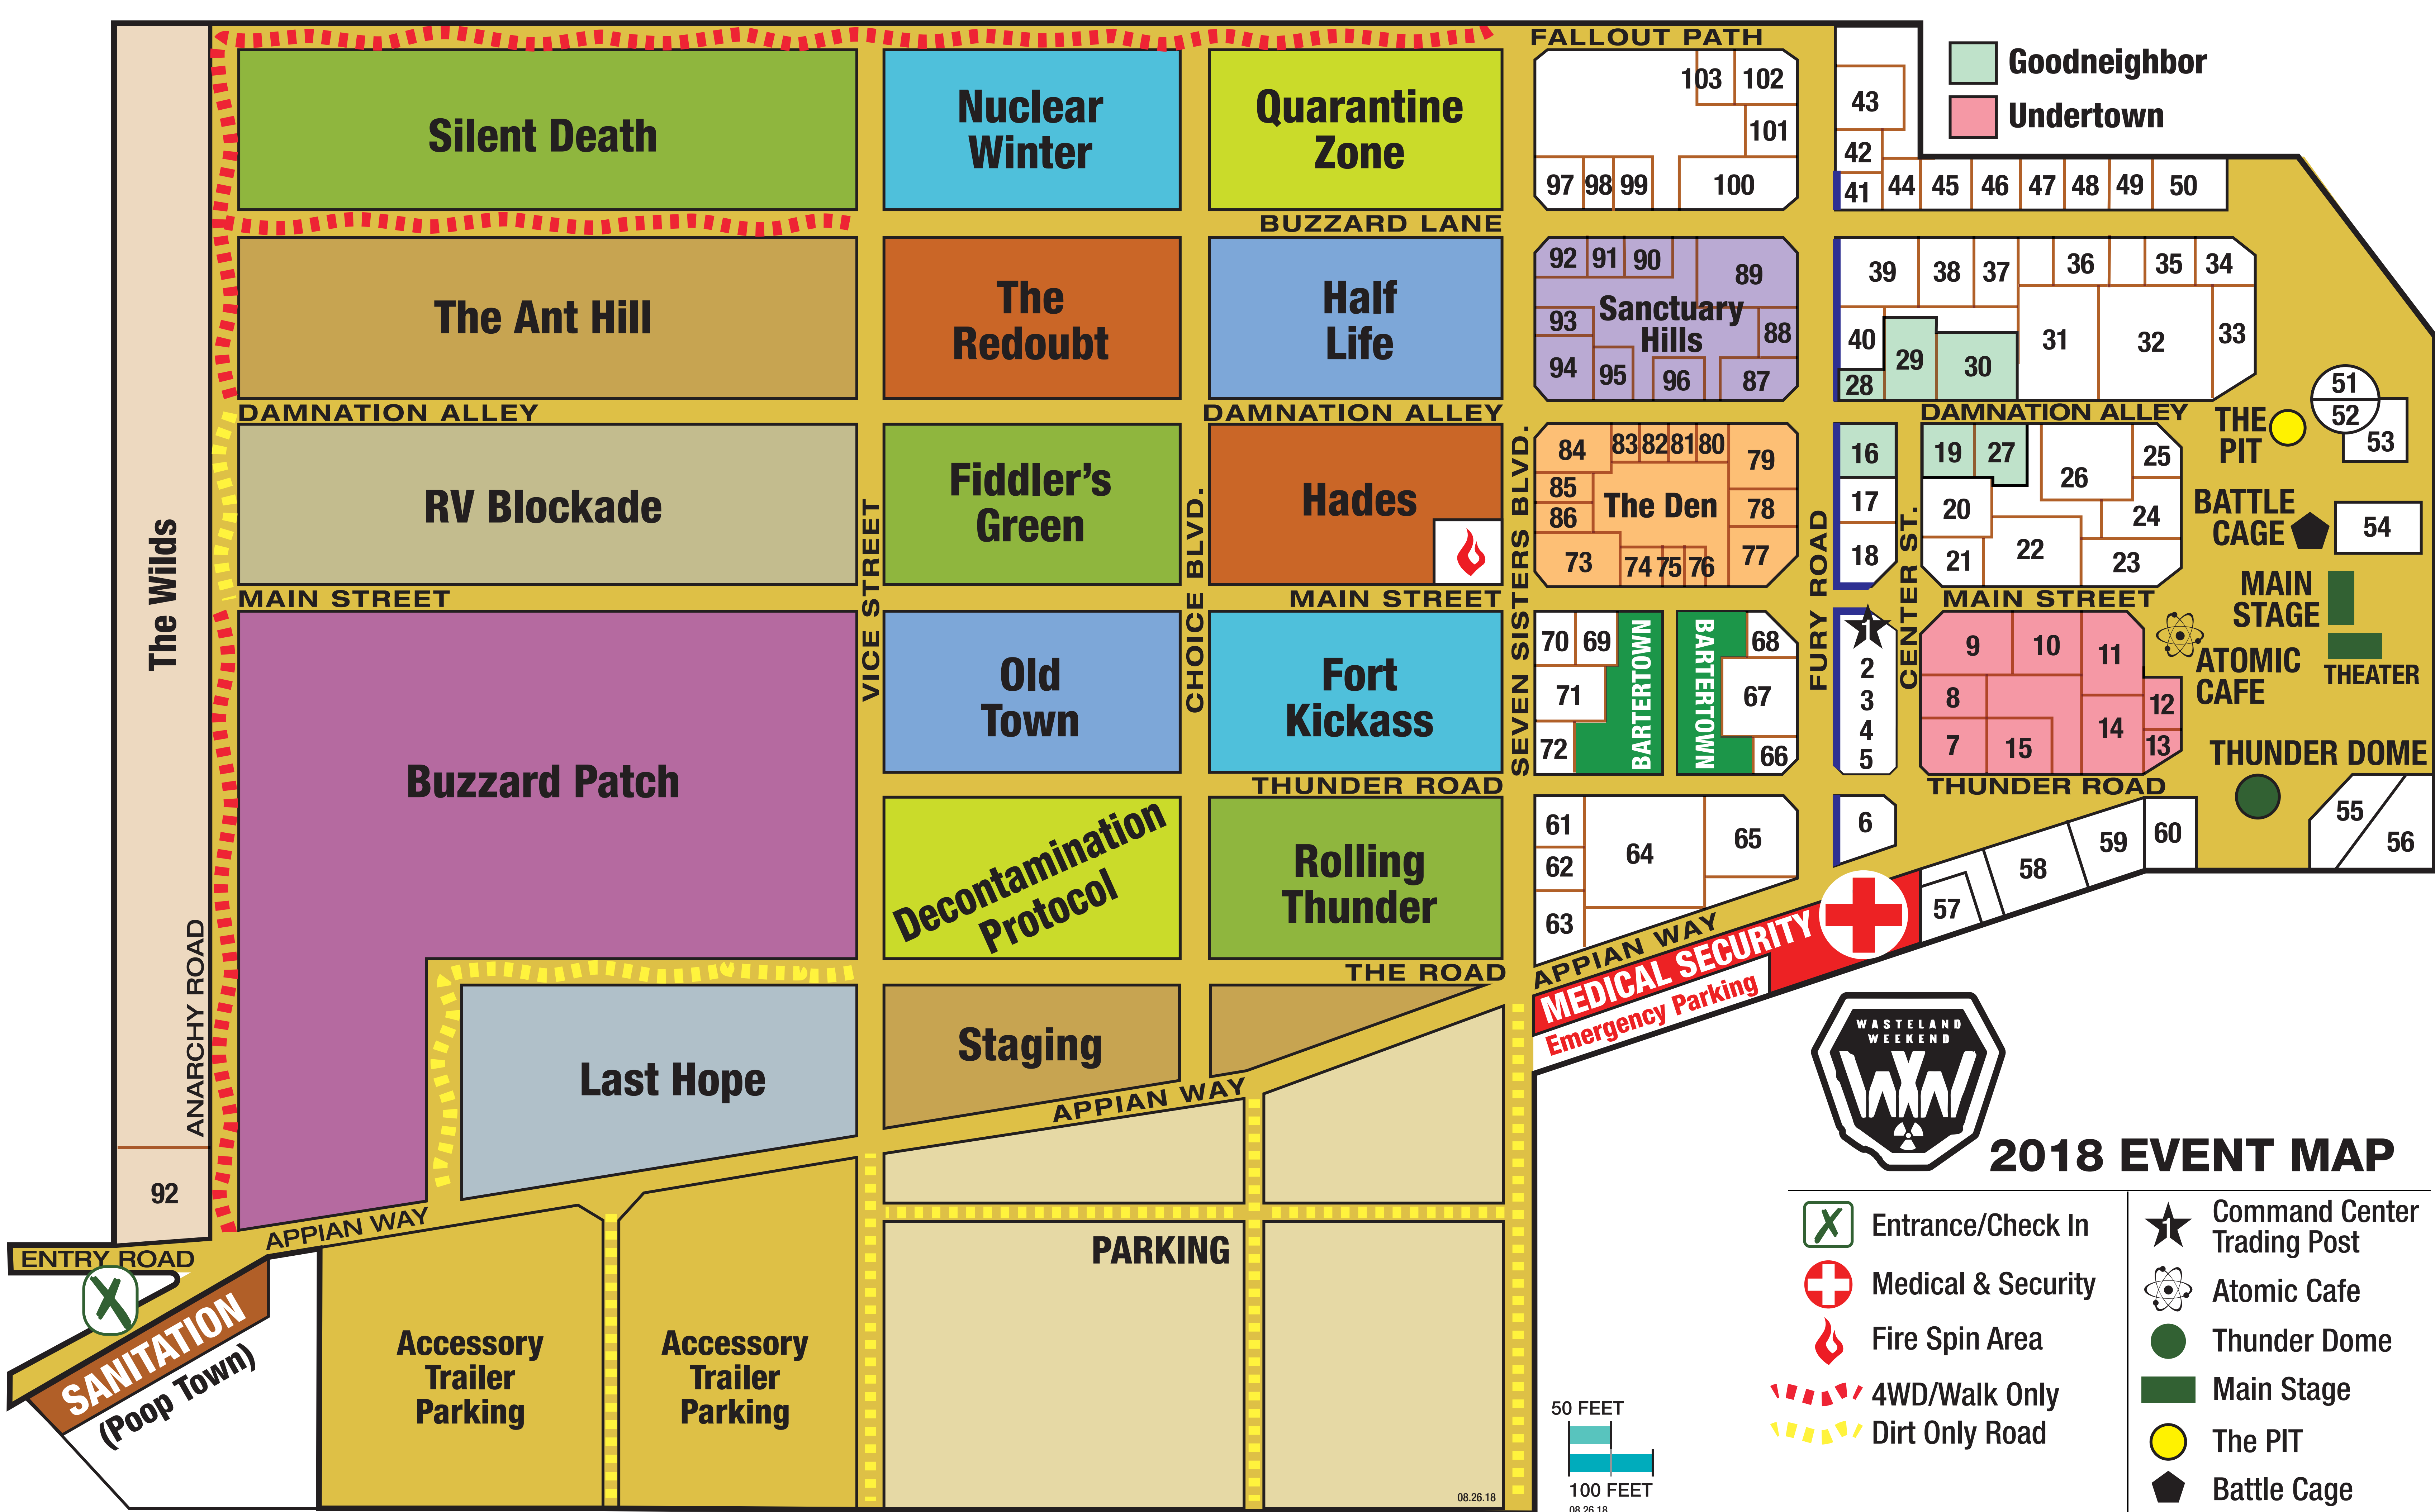 FALLOUT PATH
Goodneighbor
Undertown
Silent Death
Nuclear
Winter
Quarantine
Zone
103
102
101
97
98
99
100
43
42
41
44
45
46
47
48
49
50
BUZZARD LANE
The Ant Hill
The
Redoubt
Half
Life
92
91
90
89
Sanctuary
Hills
93
88
94
95
96
87
39
38
37
36
35
34
40
29
30
31
32
33
28
51
52
53
DAMNATION ALLEY
DAMNATION ALLEY
DAMNATION ALLEY
THE
PIT
The Wilds
RV Blockade
Fiddler's
Green
Hades
84
83
82
81
80
79
85
86
The Den
78
73
74
75
76
77
16
17
18
19
27
26
25
20
24
21
22
23
BATTLE
CAGE
54
VICE STREET
CHOICE BLVD.
SEVEN SISTERS BLVD.
FURY ROAD
CENTER ST.
MAIN STREET
MAIN STREET
MAIN STREET
MAIN
STAGE
THEATER
ATOMIC
CAFE
Buzzard Patch
Old
Town
Fort
Kickass
70
69
71
72
BARTERTOWN
BARTERTOWN
68
67
66
1
2
3
4
5
9
10
11
8
12
7
15
14
13
THUNDER DOME
THUNDER ROAD
THUNDER ROAD
Decontamination
Protocol
Rolling
Thunder
61
62
63
64
65
6
55
56
57
58
59
60
ANARCHY ROAD
THE ROAD
APPIAN WAY
MEDICAL SECURITY
Emergency Parking
Last Hope
Staging
APPIAN WAY
WASTELAND
WEEKEND
WXW
2018 EVENT MAP
92
APPIAN WAY
ENTRY ROAD
X
SANITATION
(Poop Town)
Accessory
Trailer
Parking
Accessory
Trailer
Parking
PARKING
08.26.18
50 FEET
100 FEET
08.26.18
X
Entrance/Check In
Medical & Security
Fire Spin Area
4WD/Walk Only
Dirt Only Road
1
Command Center
Trading Post
Atomic Cafe
Thunder Dome
Main Stage
The PIT
Battle Cage